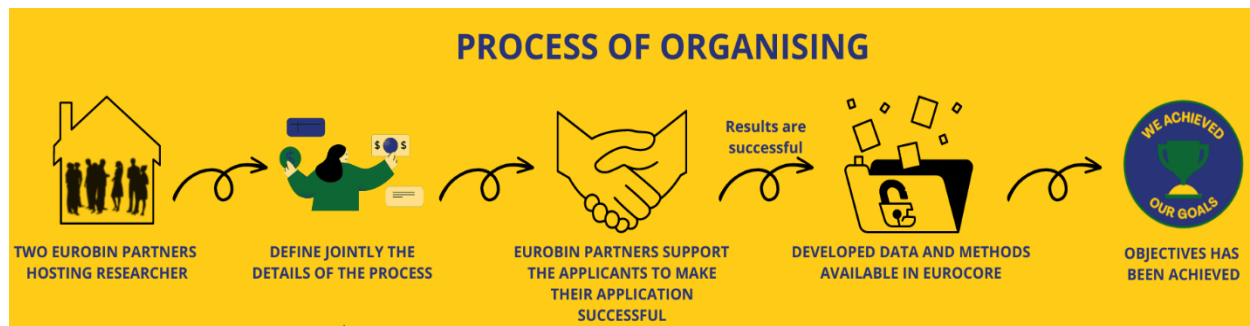 PROCESS OF ORGANISING
TWO EUROBIN PARTNERS
HOSTING RESEARCHER
DEFINE JOINTLY THE
DETAILS OF THE PROCESS
$ $
EUROBIN PARTNERS SUPPORT
THE APPLICANTS TO MAKE
THEIR APPLICATION
SUCCESSFUL
Results are
successful
DEVELOPED DATA AND METHODS
AVAILABLE IN EUROCORE
WE ACHIEVED
OUR GOALS
OBJECTIVES HAS
BEEN ACHIEVED